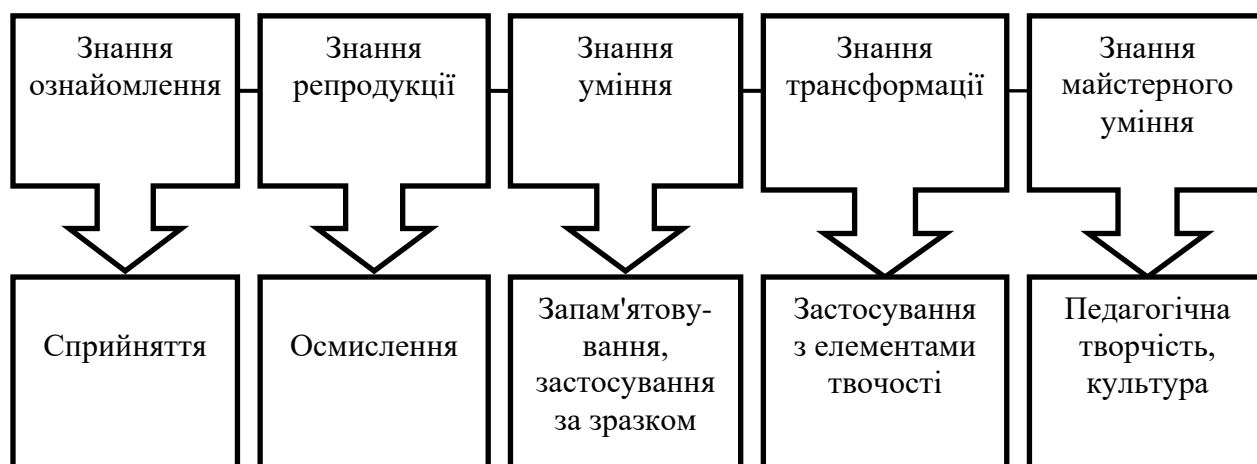 Знання
ознайомлення
Знання
репродукції
Знання
уміння
Знання
трансформації
Знання
майстерного
уміння
Сприйняття
Осмислення
Запам'ятову-
вання,
застосування
за зразком
Застосування
з елементами
твочості
Педагогічна
творчість,
культура